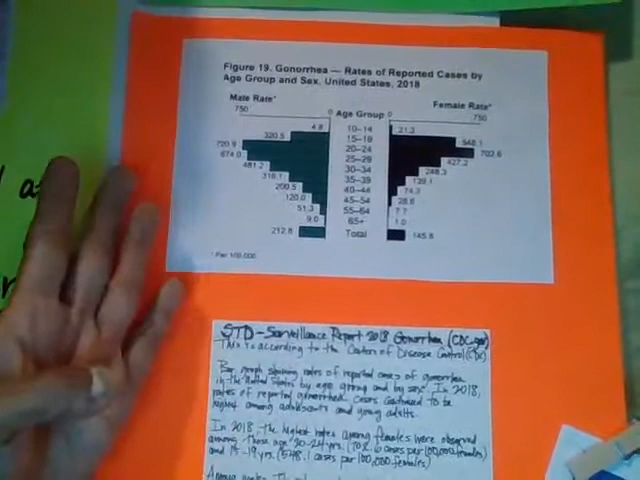 Figure 19. Gonorrhea — Rates of Reported Cases by
Age Group and Sex, United States, 2018
Male Rate* Female Rate*
750 0 Age Group 0 750
4.8 10–14 21.3
320.5 15–19 548.1
720.9 20–24 702.6
674.0 25–29 427.2
481.2 30–34 248.3
316.1 35–39 139.1
200.5 40–44 74.3
120.0 45–54 28.6
51.3 55–64 7.7
9.0 65+ 1.0
212.8 Total 145.8
* Per 100,000
STD-Surveillance Report 2018 Gonorrhea (CDC.gov)
This is according to the Center of Disease Control (CDC)
Bar graph showing rates of reported cases of gonorrhea
in the United States by age group and by sex. In 2018,
rates of reported gonorrhea cases continued to be
highest among adolescents and young adults.
In 2018, the highest rates among females were observed
among those age 20-24 yrs. (702.6 cases per 100,000 females)
and 15-19 yrs. (548.1 cases per 100,000 females)
Among